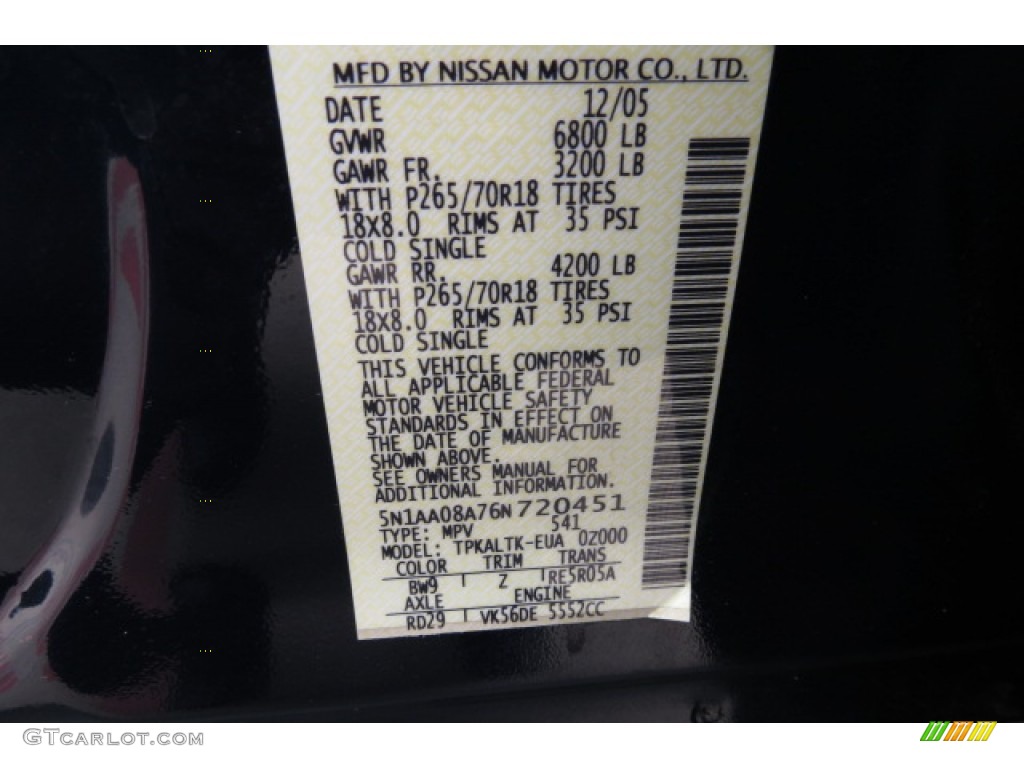 MFD BY NISSAN MOTOR CO., LTD.
DATE 12/05
GVWR 6800 LB
GAWR FR. 3200 LB
WITH P265/70R18 TIRES
18X8.0 RIMS AT 35 PSI
COLD SINGLE
GAWR RR. 4200 LB
WITH P265/70R18 TIRES
18X8.0 RIMS AT 35 PSI
COLD SINGLE
THIS VEHICLE CONFORMS TO
ALL APPLICABLE FEDERAL
MOTOR VEHICLE SAFETY
STANDARDS IN EFFECT ON
THE DATE OF MANUFACTURE
SHOWN ABOVE.
SEE OWNERS MANUAL FOR
ADDITIONAL INFORMATION.
5N1AA08A76N720451
TYPE: MPV 541
MODEL: TPKALTK-EUA 0Z000
COLOR TRIM TRANS
BW9 Z RE5R05A
AXLE ENGINE
RD29 VK56DE 5552CC
GTCarLot.com